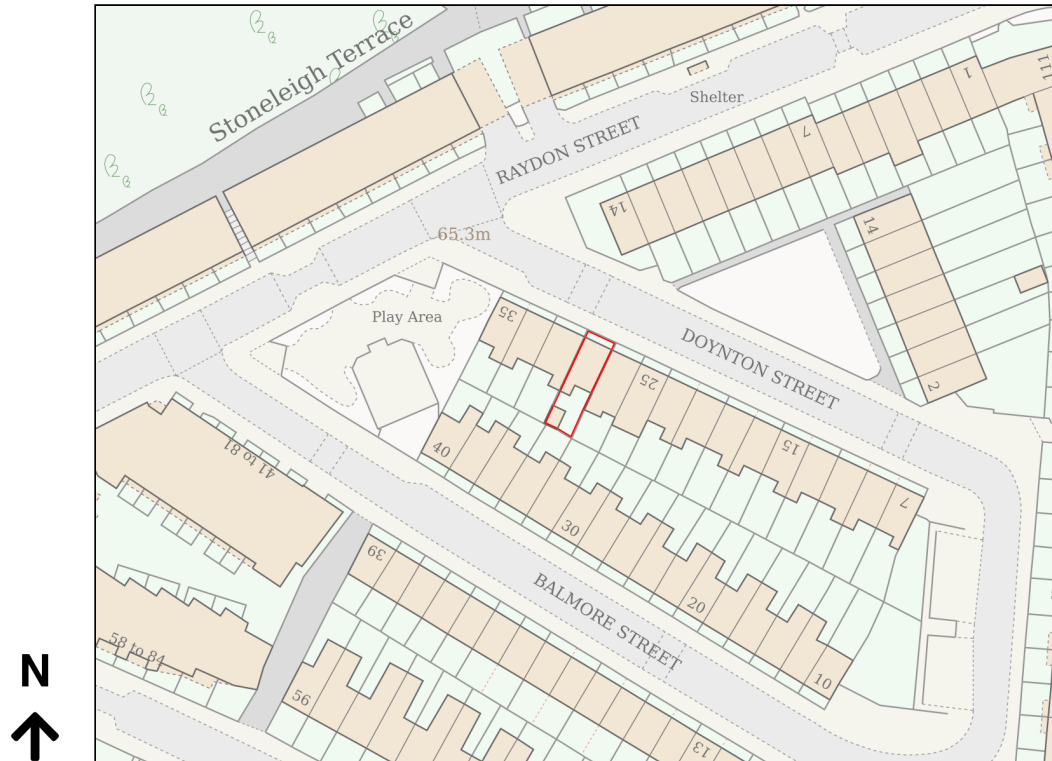 Stoneleigh Terrace
1
111
Shelter
7
RAYDON STREET
14
14
65.3m
35
Play Area
DOYNTON STREET
25
2
40
41 to 81
15
7
30
39
BALMORE STREET
20
N
58 to 84
10
56
13